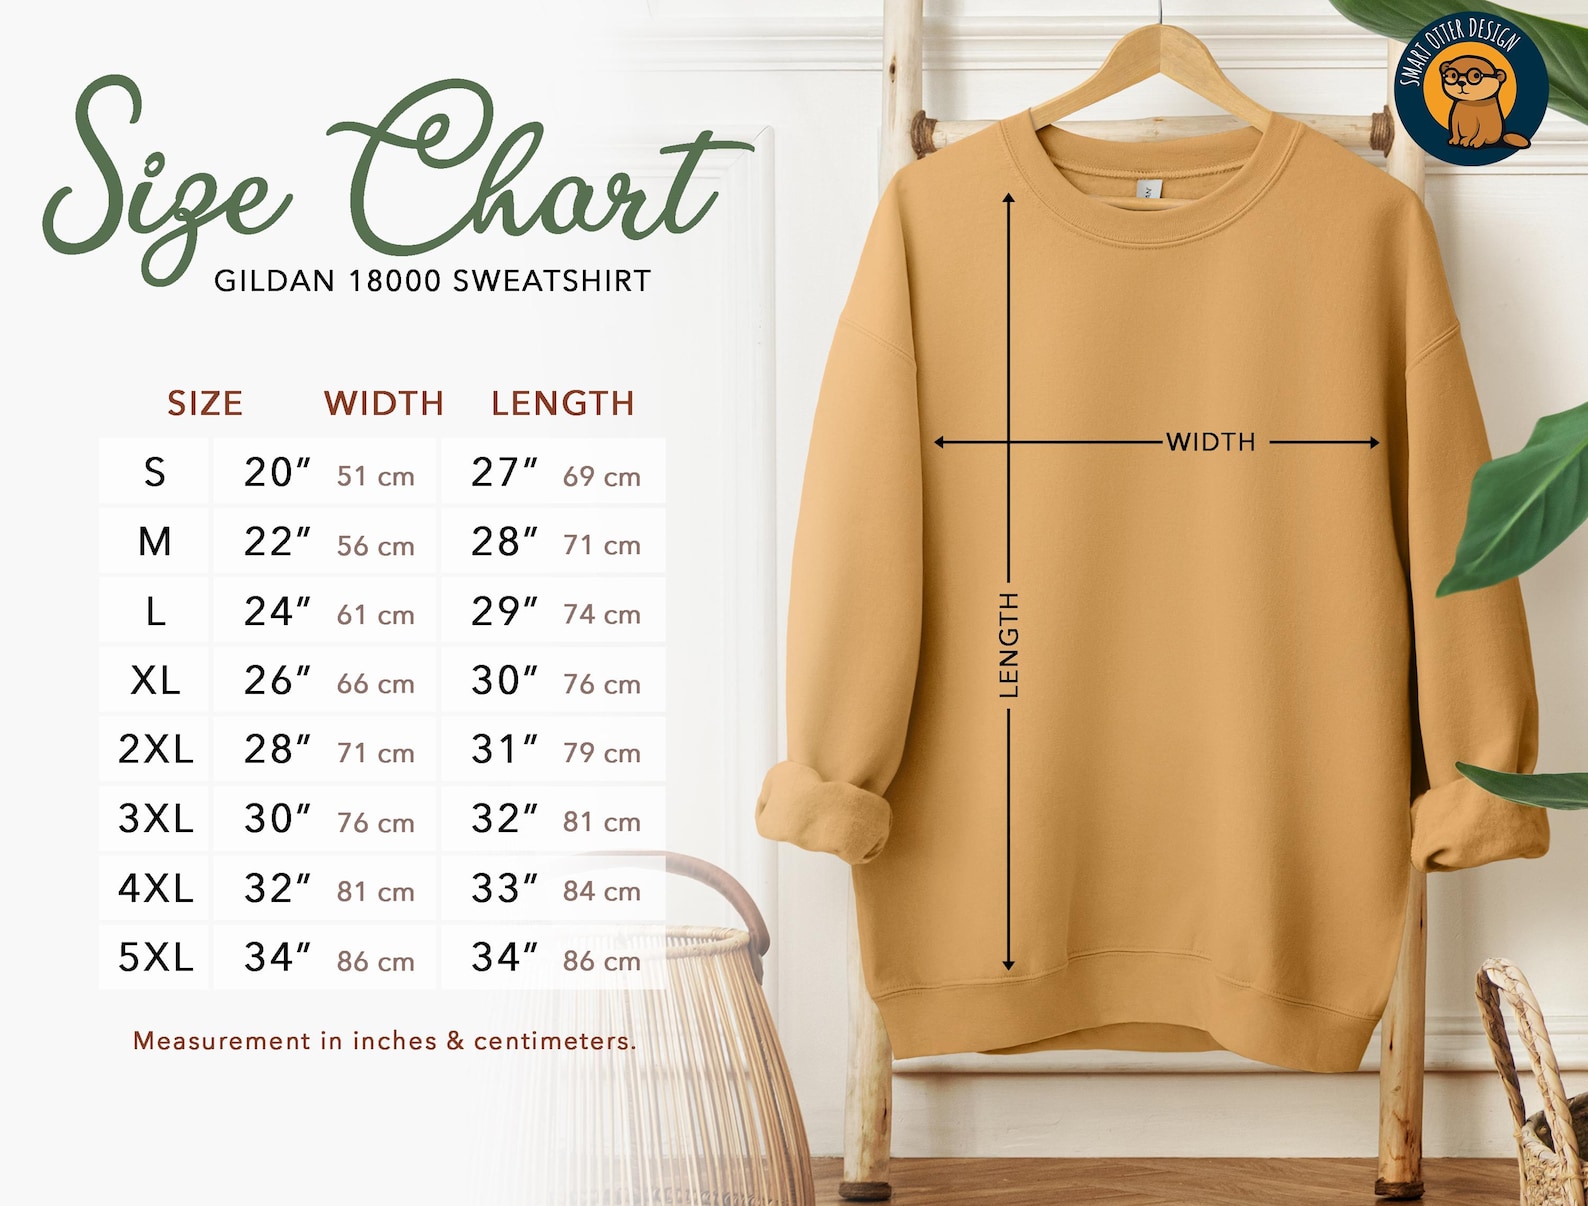 SMART OTTER DESIGN
Size Chart
GILDAN 18000 SWEATSHIRT
SIZE WIDTH LENGTH
S 20” 51 cm 27” 69 cm
M 22” 56 cm 28” 71 cm
L 24” 61 cm 29” 74 cm
XL 26” 66 cm 30” 76 cm
2XL 28” 71 cm 31” 79 cm
3XL 30” 76 cm 32” 81 cm
4XL 32” 81 cm 33” 84 cm
5XL 34” 86 cm 34” 86 cm
Measurement in inches & centimeters.
WIDTH
LENGTH